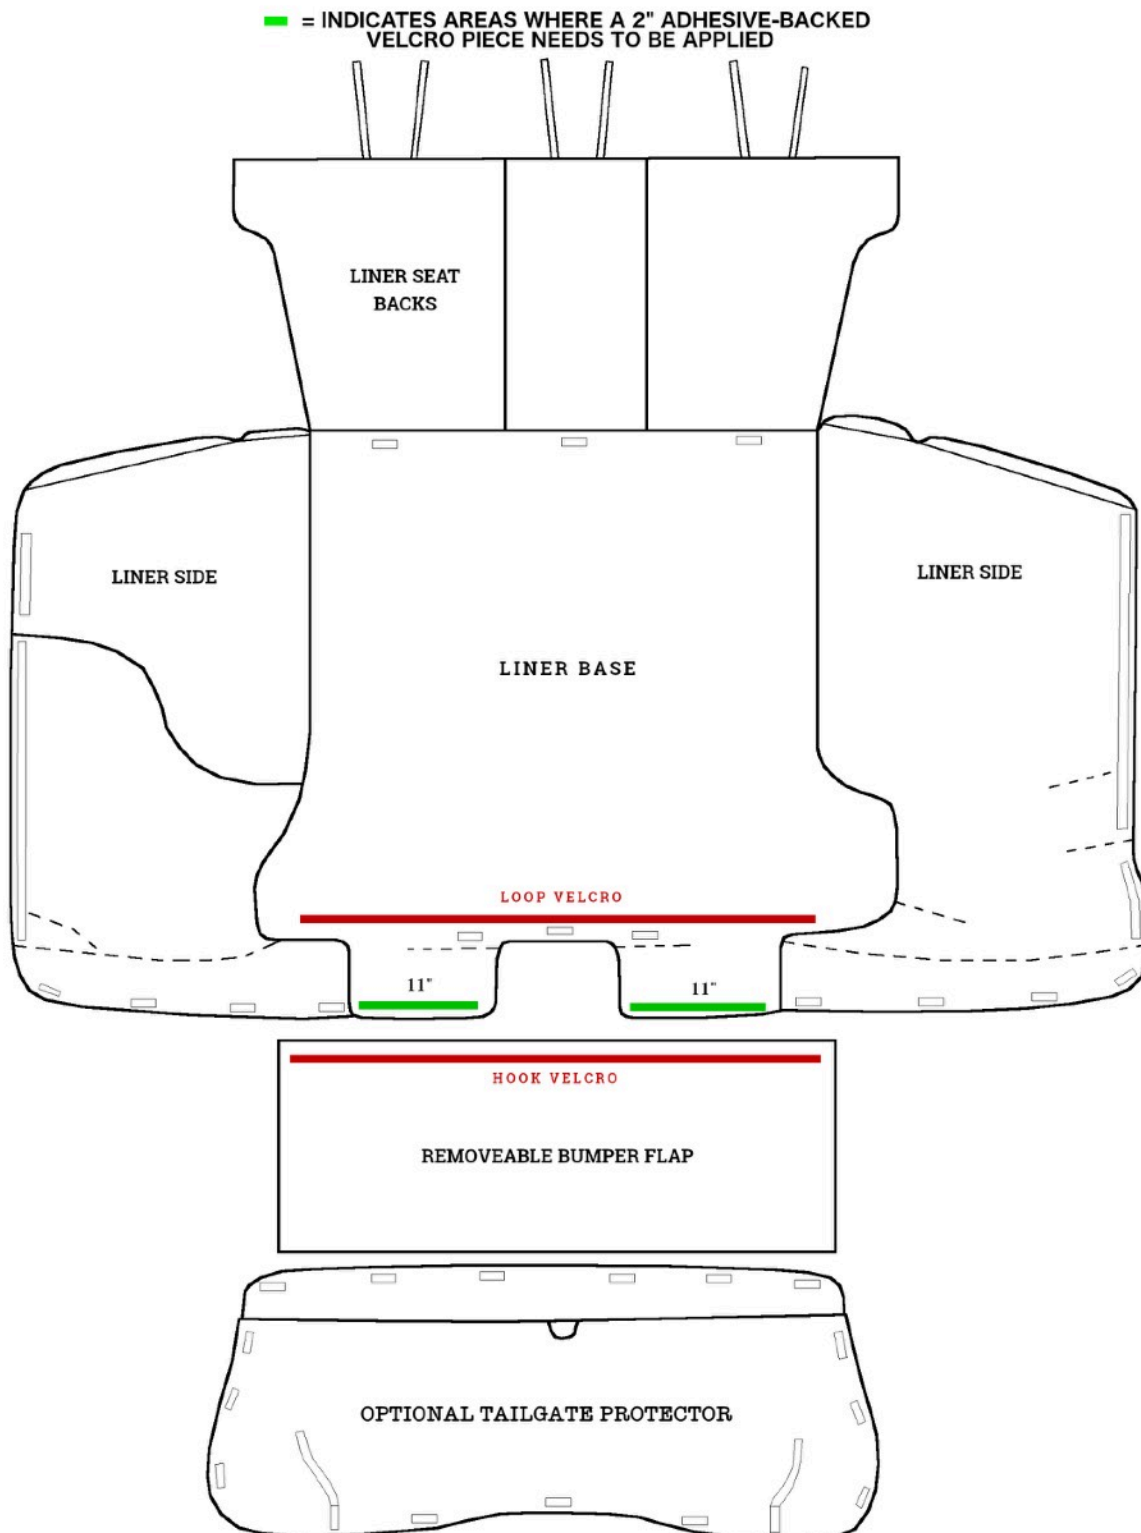 = INDICATES AREAS WHERE A 2" ADHESIVE-BACKED
VELCRO PIECE NEEDS TO BE APPLIED
LINER SEAT
BACKS
LINER SIDE
LINER SIDE
LINER BASE
LOOP VELCRO
11"
11"
HOOK VELCRO
REMOVEABLE BUMPER FLAP
OPTIONAL TAILGATE PROTECTOR